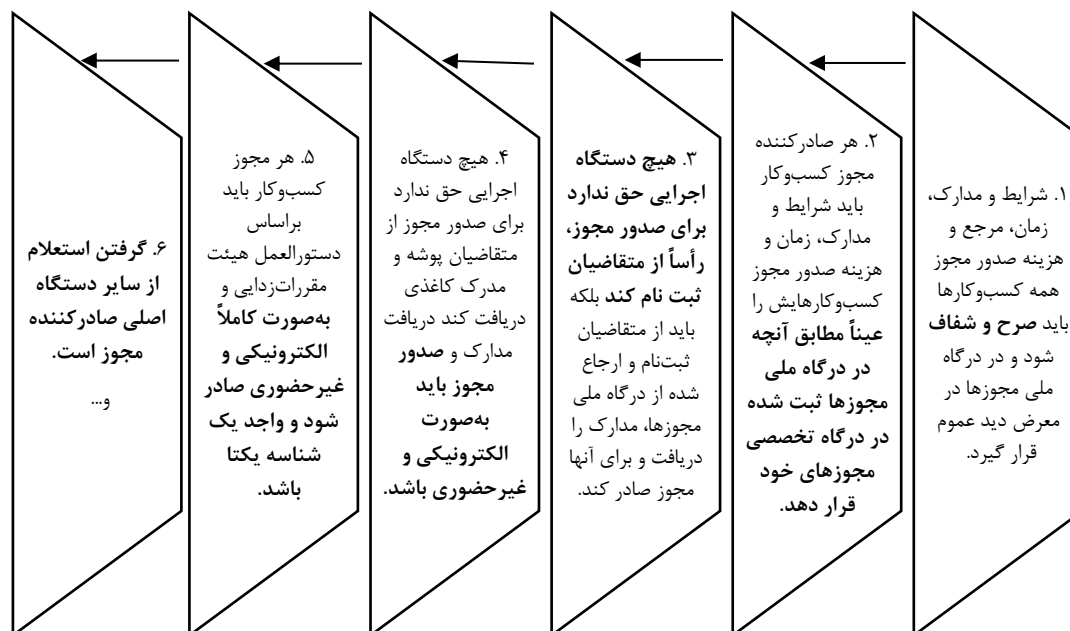 ۱. شرایط و مدارک،
زمان، مرجع و
هزینه صدور مجوز
همه کسب‌وکارها
باید صرح و شفاف
شود و در درگاه
ملی مجوزها در
معرض دید عموم
قرار گیرد.
۲. هر صادرکننده
مجوز کسب‌وکار
باید شرایط و
مدارک، زمان و
هزینه صدور مجوز
کسب‌وکارهایش را
عیناً مطابق آنچه
در درگاه ملی
مجوزها ثبت شده
در درگاه تخصصی
مجوزهای خود
قرار دهد.
۳. هیچ دستگاه
اجرایی حق ندارد
برای صدور مجوز،
رأساً از متقاضیان
ثبت نام کند بلکه
باید از متقاضیان
ثبت‌نام و ارجاع
شده از درگاه ملی
مجوزها، مدارک را
دریافت و برای آنها
مجوز صادر کند.
۴. هیچ دستگاه
اجرایی حق ندارد
برای صدور مجوز از
متقاضیان پوشه و
مدرک کاغذی
دریافت کند دریافت
مدارک و صدور
مجوز باید
به‌صورت
الکترونیکی و
غیرحضوری باشد.
۵. هر مجوز
کسب‌وکار باید
براساس
دستورالعمل هیئت
مقررات‌زدایی و
به‌صورت کاملاً
الکترونیکی و
غیرحضوری صادر
شود و واجد یک
شناسه یکتا
باشد.
۶. گرفتن استعلام
از سایر دستگاه
اصلی صادرکننده
مجوز است.
و...